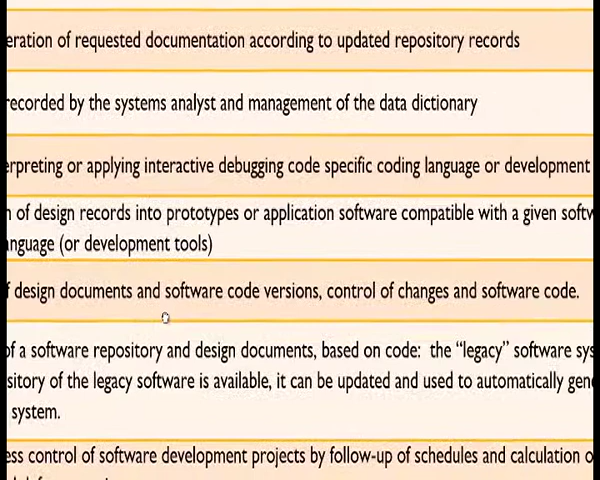 eration of requested documentation according to updated repository records
recorded by the systems analyst and management of the data dictionary
erpreting or applying interactive debugging code specific coding language or development
of design records into prototypes or application software compatible with a given softw
anguage (or development tools)
f design documents and software code versions, control of changes and software code.
of a software repository and design documents, based on code: the “legacy” software sys
sitory of the legacy software is available, it can be updated and used to automatically gen
system.
ess control of software development projects by follow-up of schedules and calculation o